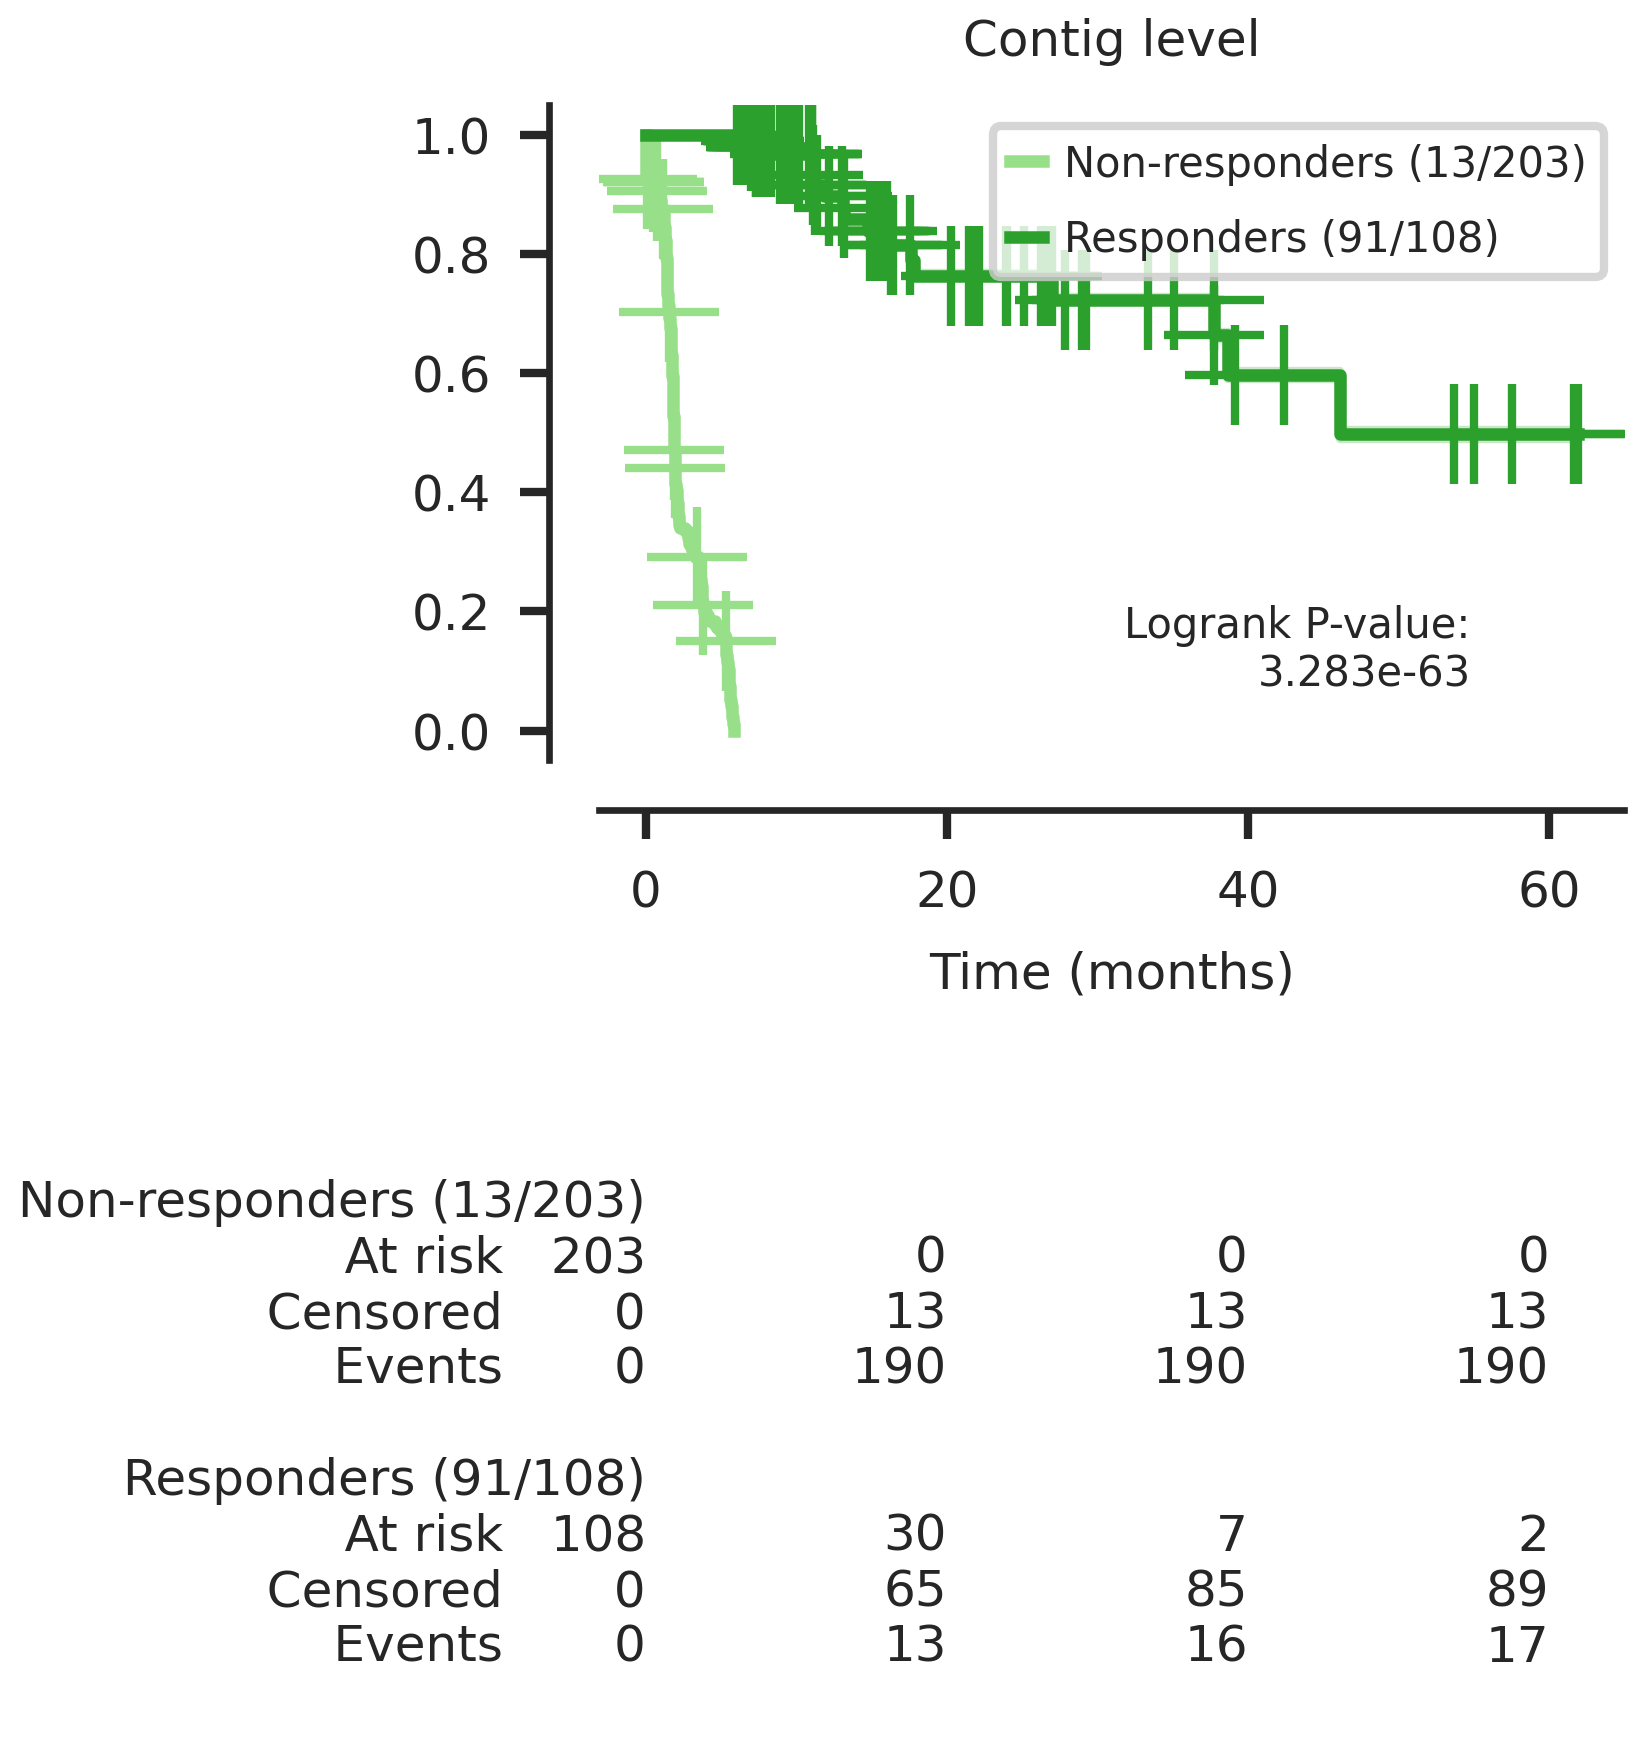 Contig level
1.0
0.8
0.6
0.4
0.2
0.0
Non-responders (13/203)
Responders (91/108)
Logrank P-value:
3.283e-63
0 20 40 60
Time (months)
Non-responders (13/203)
At risk 203 0 0 0
Censored 0 13 13 13
Events 0 190 190 190
Responders (91/108)
At risk 108 30 7 2
Censored 0 65 85 89
Events 0 13 16 17